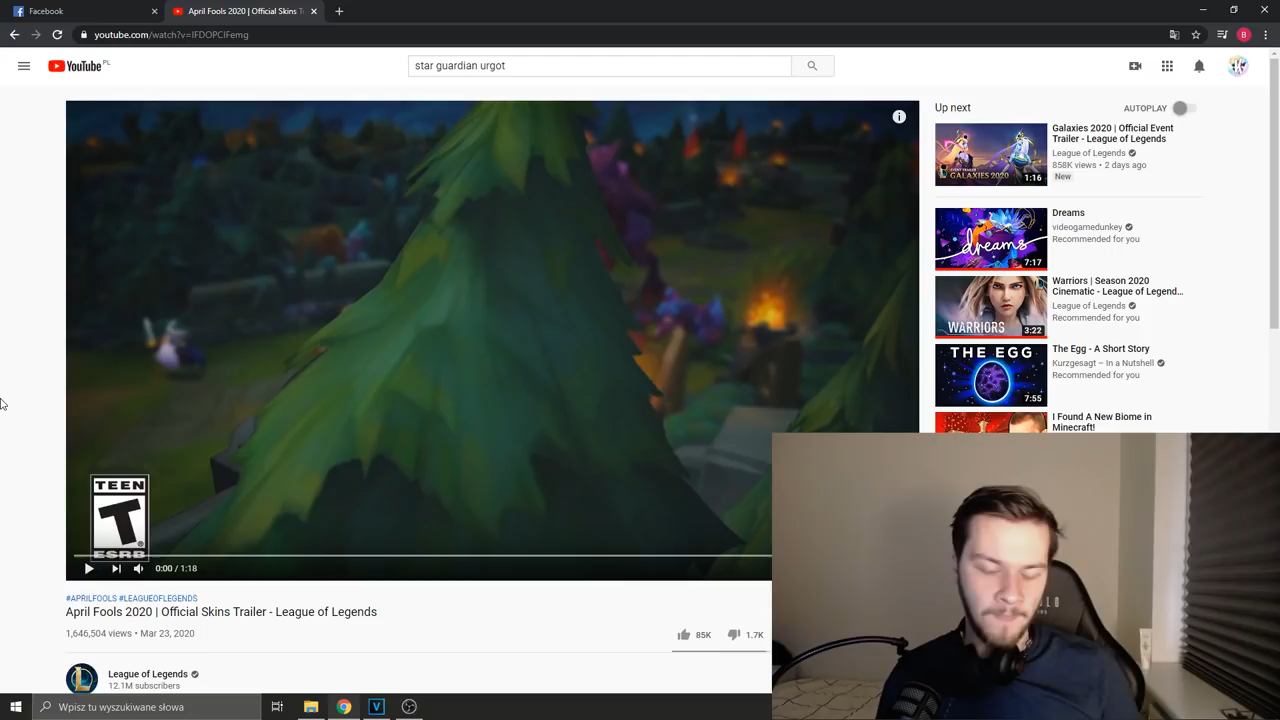 Facebook
April Fools 2020 | Official Skins T
youtube.com/watch?v=IFDOPCIFemg
B
YouTube PL
star guardian urgot
Up next
AUTOPLAY
Galaxies 2020 | Official Event
Trailer - League of Legends
League of Legends
858K views • 2 days ago
New
EVENT TRAILER
GALAXIES 2020
1:16
Dreams
videogamedunkey
Recommended for you
dreams
7:17
Warriors | Season 2020
Cinematic - League of Legend...
League of Legends
Recommended for you
WARRIORS
3:22
The Egg - A Short Story
Kurzgesagt – In a Nutshell
Recommended for you
THE EGG
7:55
I Found A New Biome in
Minecraft!
TEEN
T
ESRB
0:00 / 1:18
#APRILFOOLS #LEAGUEOFLEGENDS
April Fools 2020 | Official Skins Trailer - League of Legends
1,646,504 views • Mar 23, 2020
85K
1.7K
League of Legends
12.1M subscribers
Wpisz tu wyszukiwane słowa
V